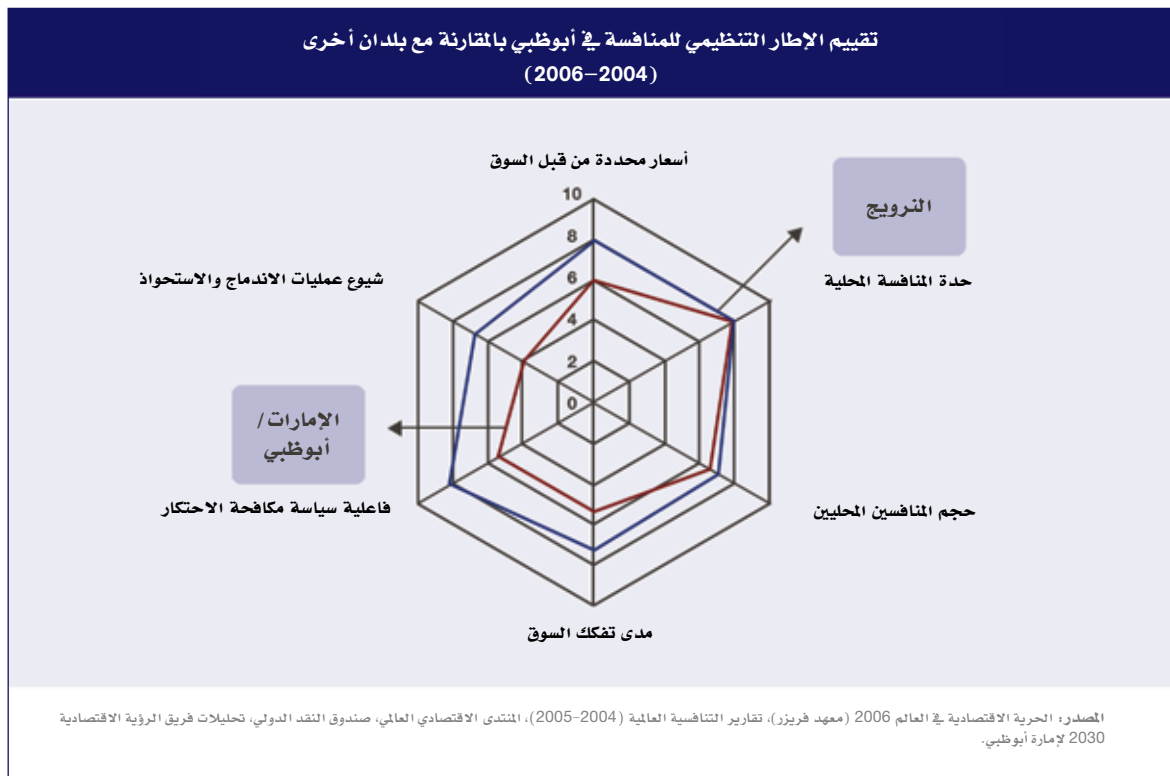 تقييم الإطار التنظيمي للمنافسة في أبوظبي بالمقارنة مع بلدان أخرى
(2004–2006)
أسعار محددة من قبل السوق
10
8
6
4
2
0
النرويج
حدة المنافسة المحلية
شيوع عمليات الاندماج والاستحواذ
الإمارات/
أبوظبي
فاعلية سياسة مكافحة الاحتكار
حجم المنافسين المحليين
مدى تفكك السوق
المصدر: الحرية الاقتصادية في العالم 2006 (معهد فريزر)، تقارير التنافسية العالمية (2004-2005)، المنتدى الاقتصادي العالمي، صندوق النقد الدولي، تحليلات فريق الرؤية الاقتصادية
2030 لإمارة أبوظبي.